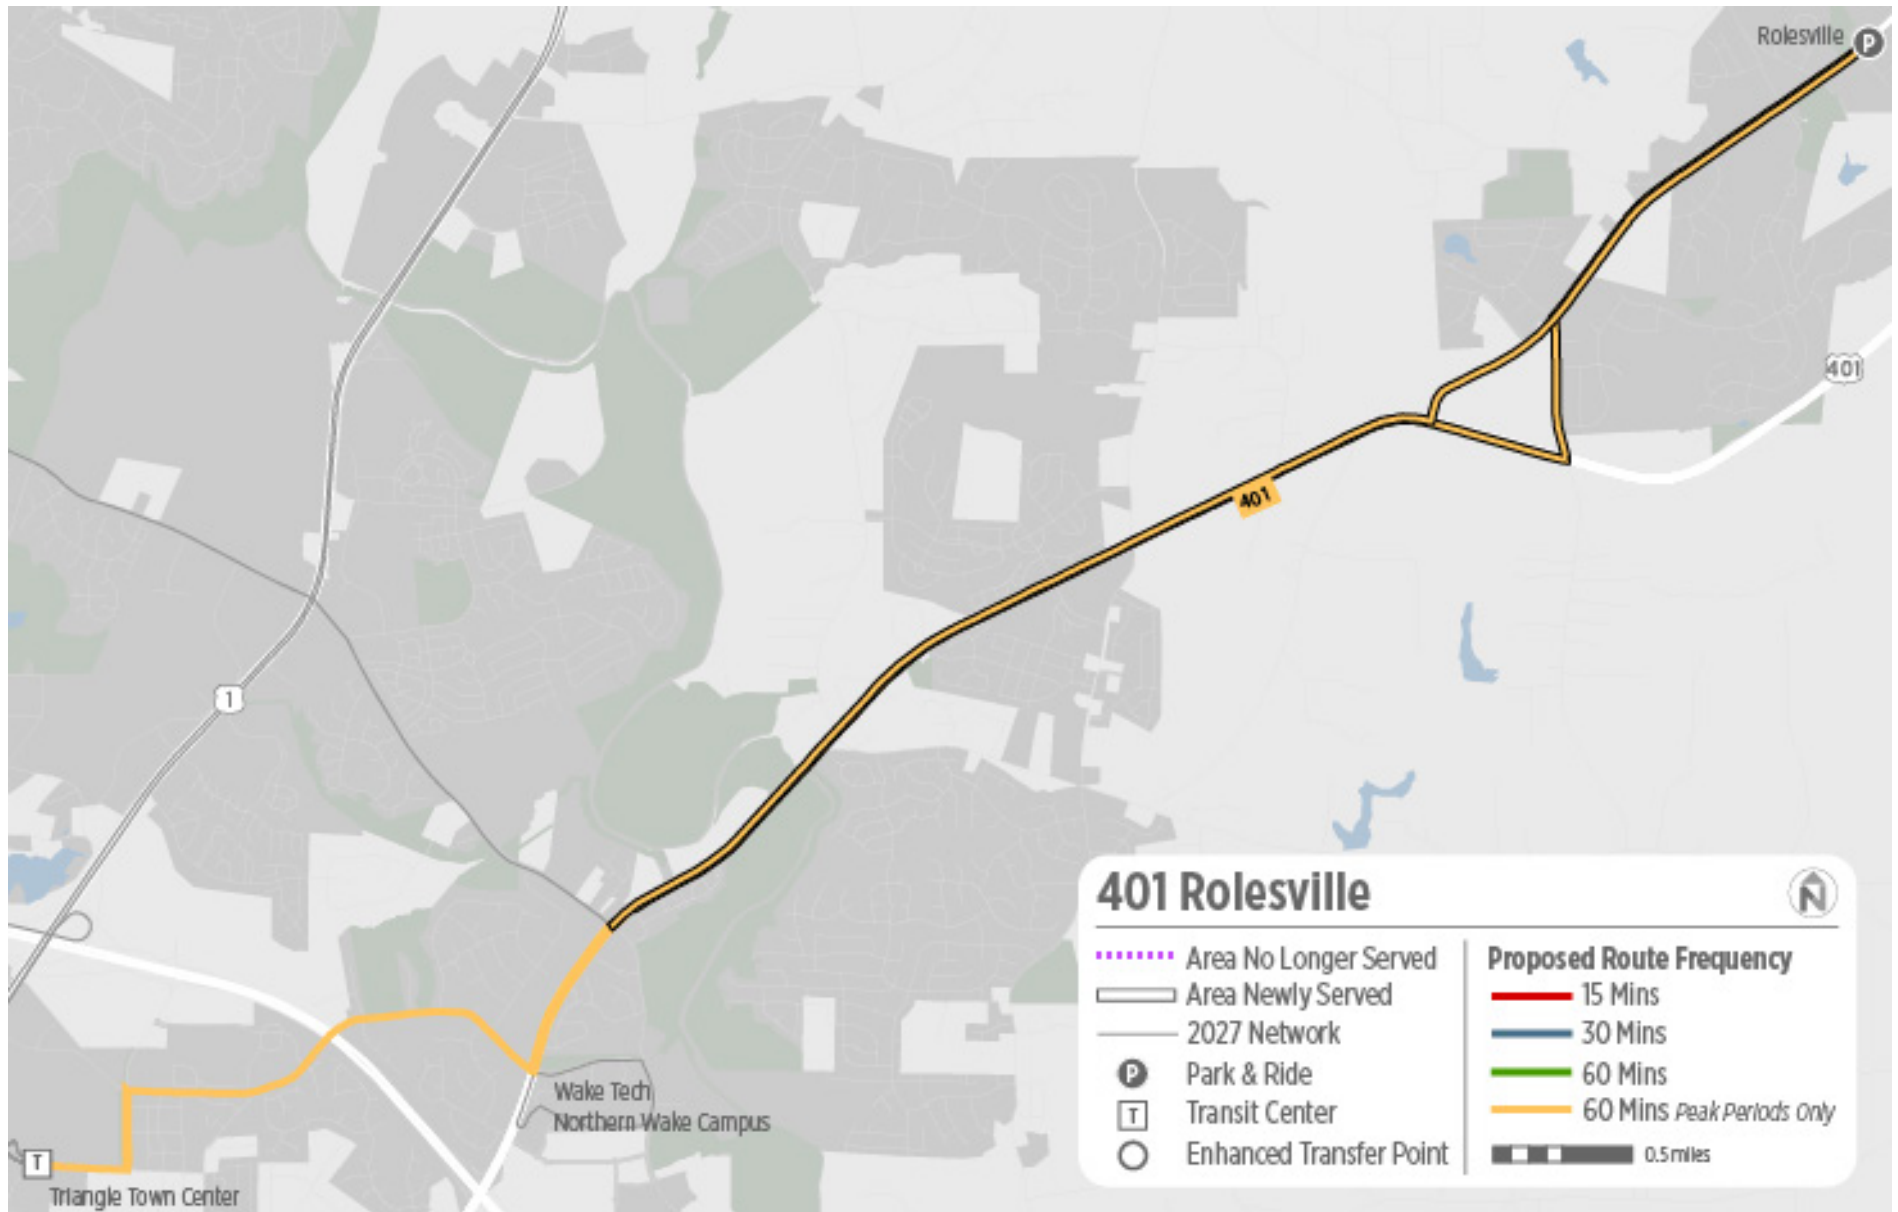 Rolesville
P
401
401
1
Wake Tech
Northern Wake Campus
T
Triangle Town Center
401 Rolesville
N
Area No Longer Served
Area Newly Served
2027 Network
P
Park & Ride
T
Transit Center
Enhanced Transfer Point
Proposed Route Frequency
15 Mins
30 Mins
60 Mins
60 Mins Peak Periods Only
0.5 miles